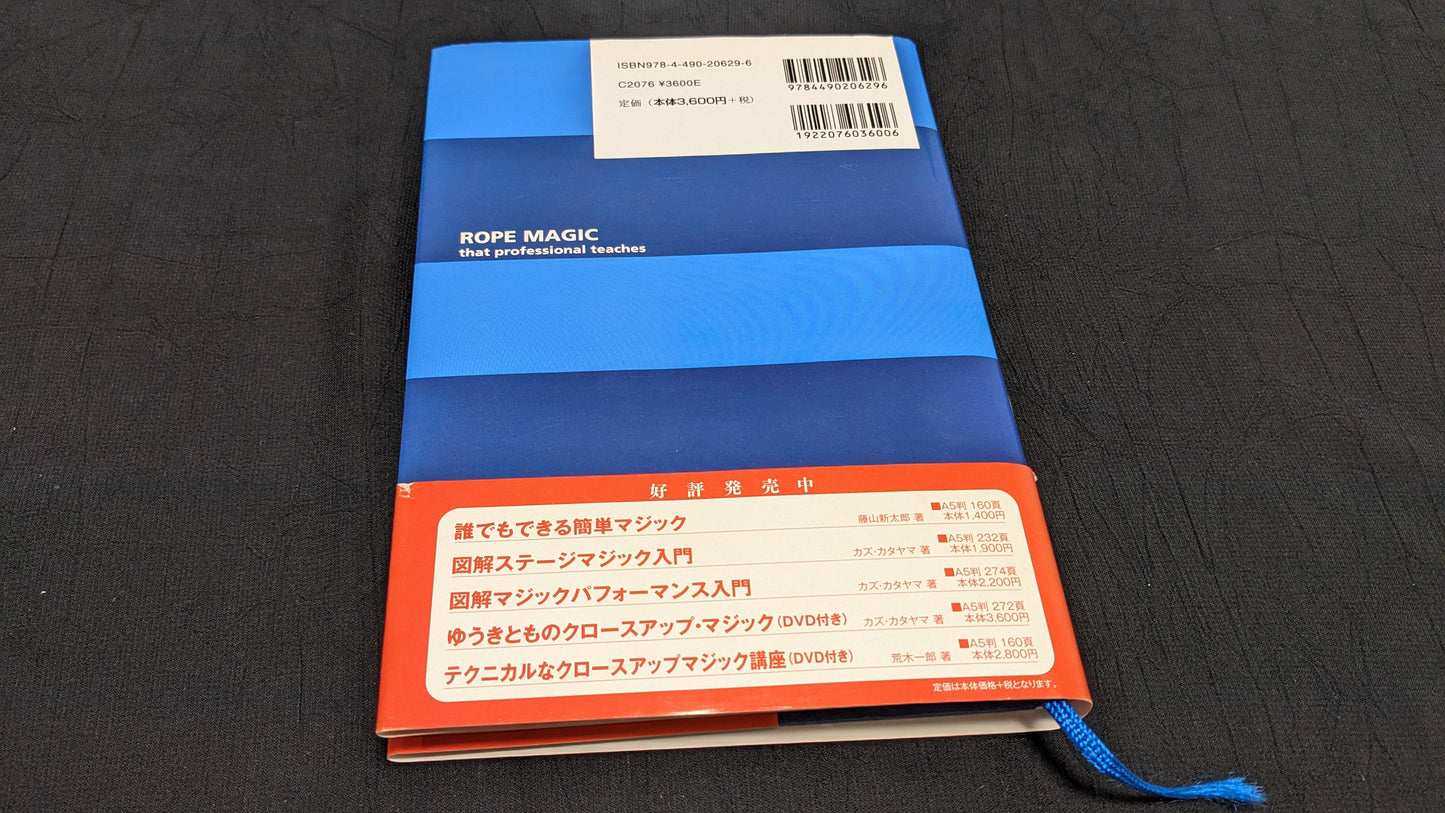 ISBN978-4-490-20629-6
C2076 ¥3600E
定価（本体3,600円＋税）
9784490206296
1922076036006
ROPE MAGIC
that professional teaches
好評発売中
誰でもできる簡単マジック 藤山新太郎 著 ■A5判 160頁 本体1,400円
図解ステージマジック入門 カズ・カタヤマ 著 ■A5判 232頁 本体1,900円
図解マジックパフォーマンス入門 カズ・カタヤマ 著 ■A5判 274頁 本体2,200円
ゆうきとものクロースアップ・マジック（DVD付き） カズ・カタヤマ 著 ■A5判 272頁 本体3,600円
テクニカルなクロースアップマジック講座（DVD付き） 荒木一郎 著 ■A5判 160頁 本体2,800円
定価は本体価格＋税となります。